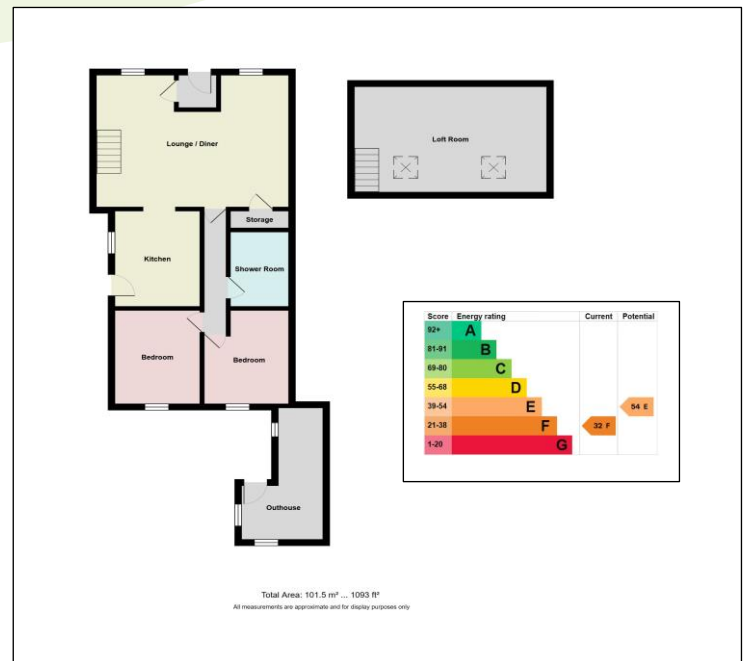 Lounge / Diner
Loft Room
Storage
Kitchen
Shower Room
Bedroom
Bedroom
Outhouse
Score Energy rating Current Potential
92+ A
81-91 B
69-80 C
55-68 D
39-54 E 54 E
21-38 F 32 F
1-20 G
Total Area: 101.5 m² ... 1093 ft²
All measurements are approximate and for display purposes only